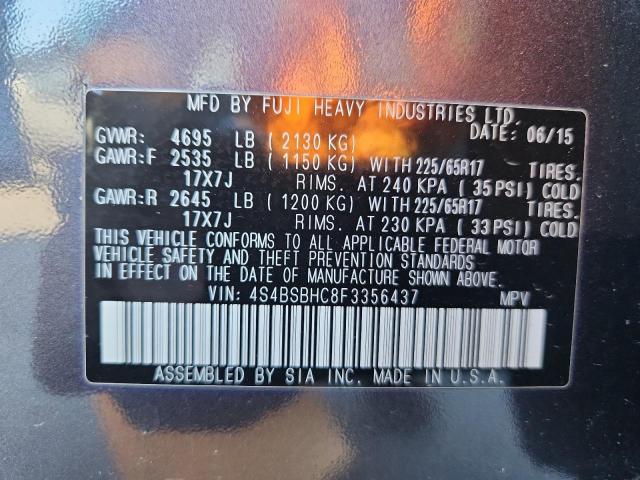 MFD BY FUJI HEAVY INDUSTRIES LTD.
DATE: 06/15
GVWR: 4695 LB ( 2130 KG)
GAWR:F 2535 LB ( 1150 KG) WITH 225/65R17 TIRES.
17X7J RIMS. AT 240 KPA ( 35 PSI) COLD
GAWR:R 2645 LB ( 1200 KG) WITH 225/65R17 TIRES.
17X7J RIMS. AT 230 KPA ( 33 PSI) COLD
THIS VEHICLE CONFORMS TO ALL APPLICABLE FEDERAL MOTOR
VEHICLE SAFETY AND THEFT PREVENTION STANDARDS
IN EFFECT ON THE DATE OF MANUFACTURE SHOWN ABOVE.
VIN: 4S4BSBHC8F3356437 MPV
ASSEMBLED BY SIA INC. MADE IN U.S.A.